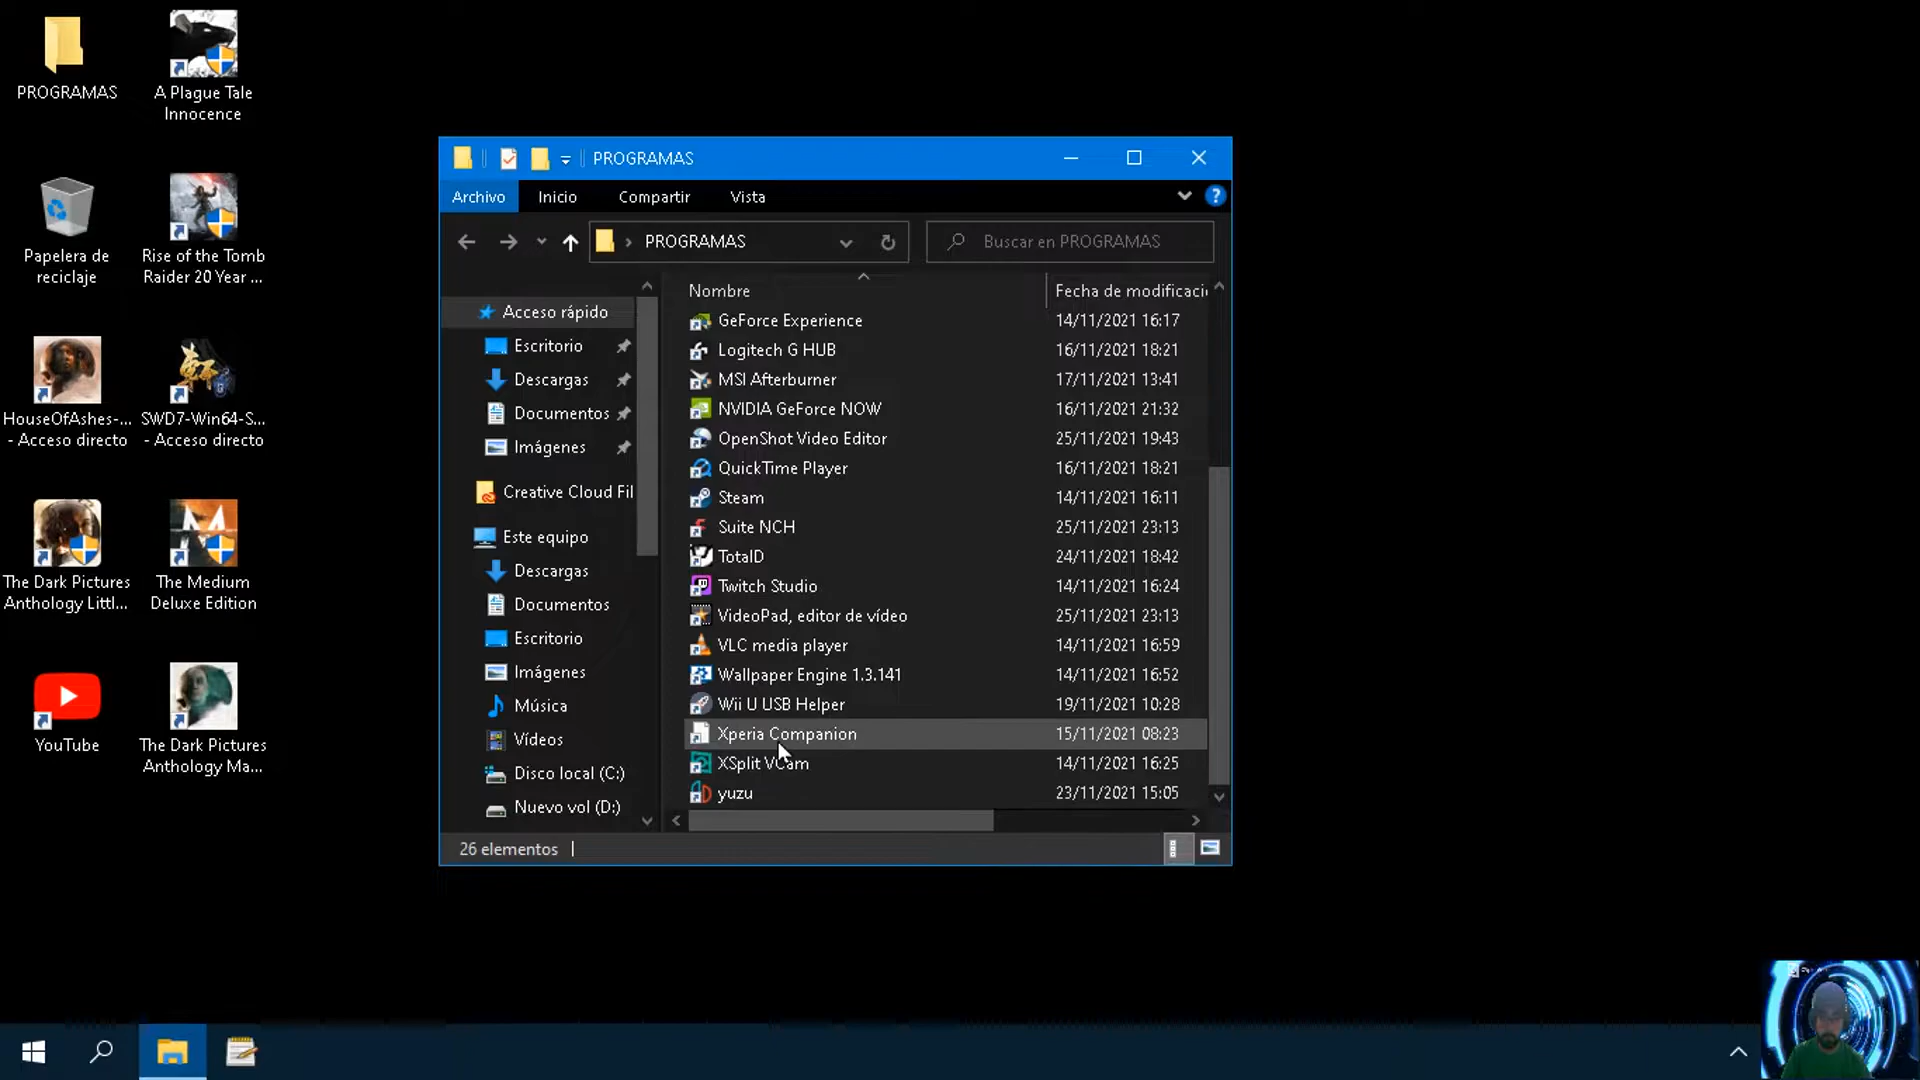 PROGRAMAS
A Plague Tale
Innocence
Papelera de
reciclaje
Rise of the Tomb
Raider 20 Year ...
HouseOfAshes-...
- Acceso directo
SWD7-Win64-S...
- Acceso directo
The Dark Pictures
Anthology Littl...
The Medium
Deluxe Edition
YouTube
The Dark Pictures
Anthology Ma...
PROGRAMAS
Archivo
Inicio
Compartir
Vista
PROGRAMAS
Buscar en PROGRAMAS
Acceso rápido
Escritorio
Descargas
Documentos
Imágenes
Creative Cloud Fil
Este equipo
Descargas
Documentos
Escritorio
Imágenes
Música
Vídeos
Disco local (C:)
Nuevo vol (D:)
Nombre Fecha de modificaci
GeForce Experience 14/11/2021 16:17
Logitech G HUB 16/11/2021 18:21
MSI Afterburner 17/11/2021 13:41
NVIDIA GeForce NOW 16/11/2021 21:32
OpenShot Video Editor 25/11/2021 19:43
QuickTime Player 16/11/2021 18:21
Steam 14/11/2021 16:11
Suite NCH 25/11/2021 23:13
TotalD 24/11/2021 18:42
Twitch Studio 14/11/2021 16:24
VideoPad, editor de vídeo 25/11/2021 23:13
VLC media player 14/11/2021 16:59
Wallpaper Engine 1.3.141 14/11/2021 16:52
Wii U USB Helper 19/11/2021 10:28
Xperia Companion 15/11/2021 08:23
XSplit VCam 14/11/2021 16:25
yuzu 23/11/2021 15:05
26 elementos